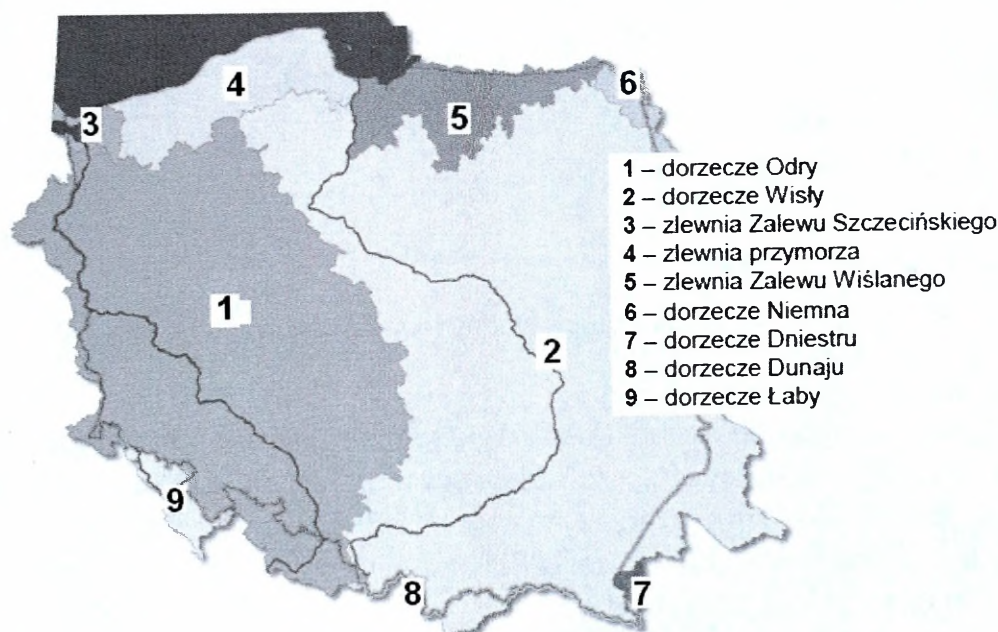 4
6
3
5
1 – dorzecze Odry
2 – dorzecze Wisły
3 – zlewnia Zalewu Szczecińskiego
4 – zlewnia przymorza
5 – zlewnia Zalewu Wiślanego
6 – dorzecze Niemna
7 – dorzecze Dniestru
8 – dorzecze Dunaju
9 – dorzecze Łaby
1
2
9
8
7